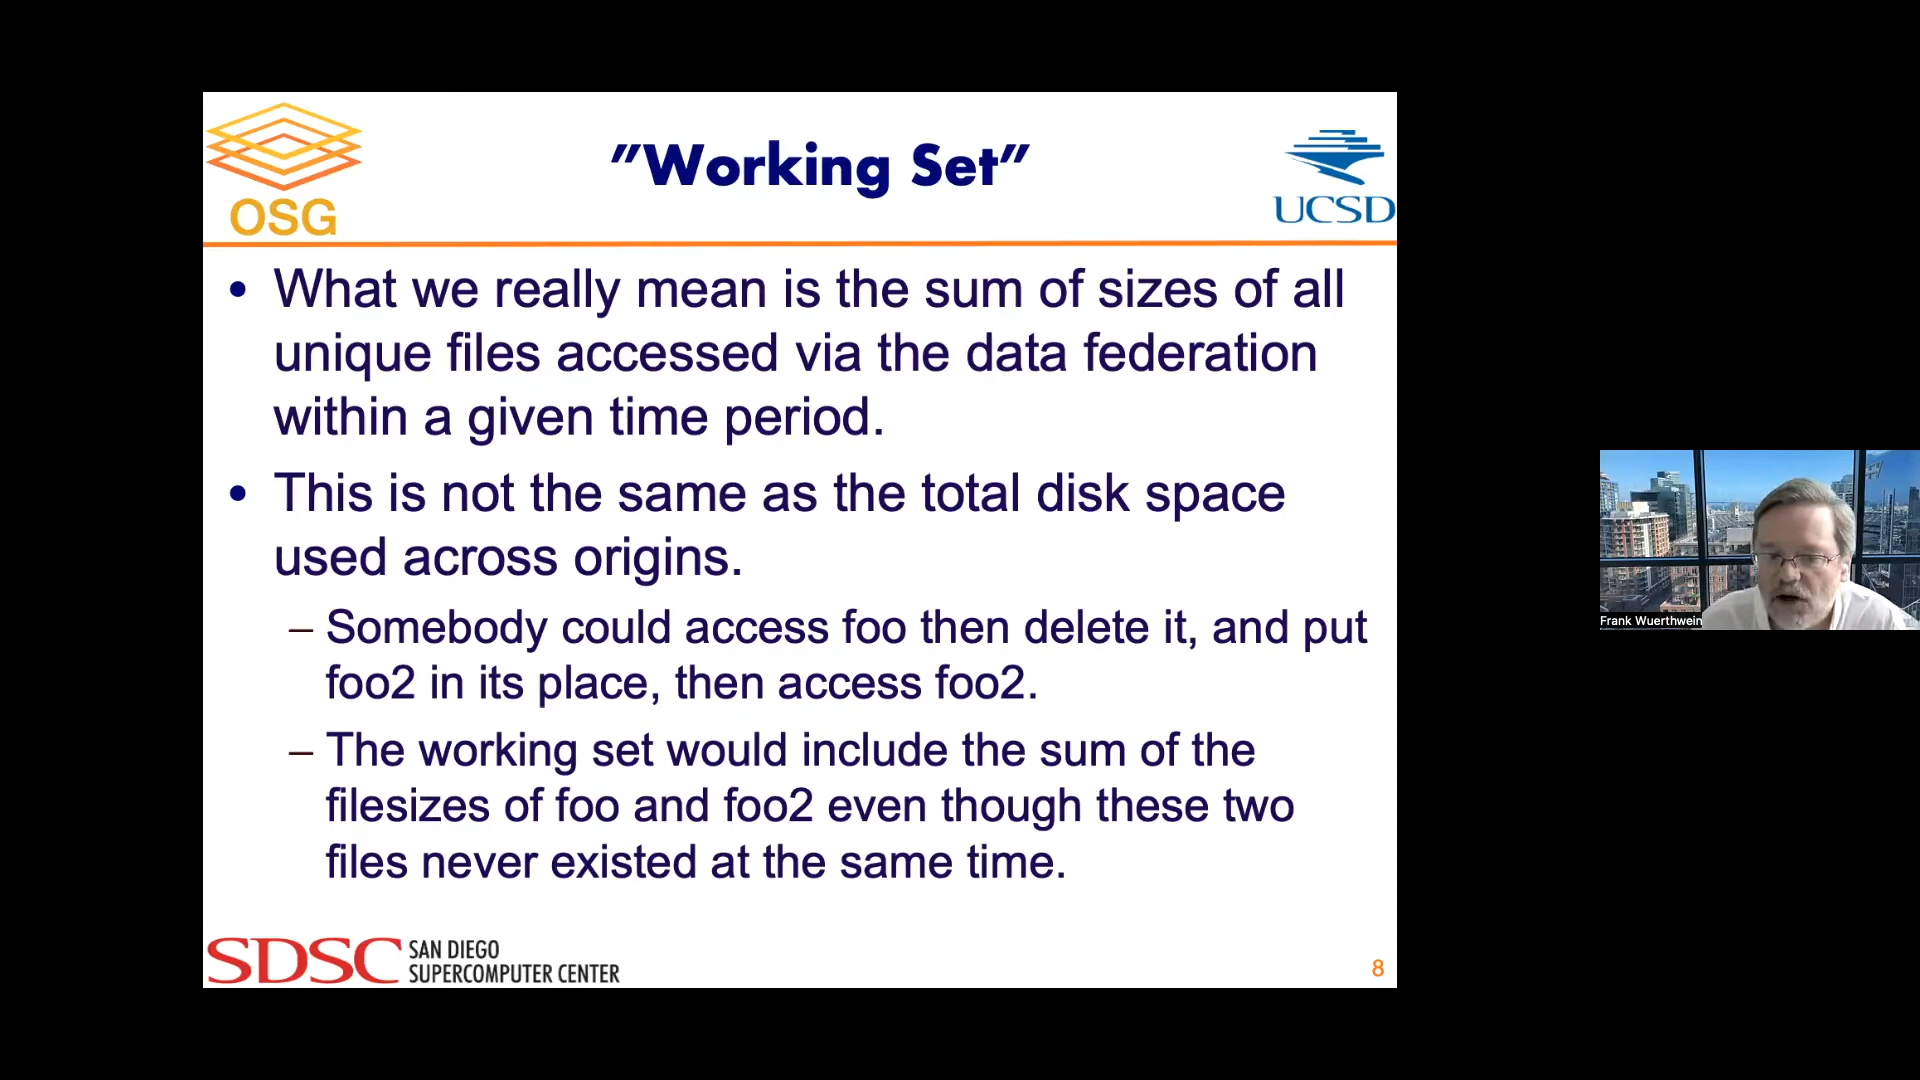 "Working Set"
OSG
UCSD
• What we really mean is the sum of sizes of all
unique files accessed via the data federation
within a given time period.
• This is not the same as the total disk space
used across origins.
– Somebody could access foo then delete it, and put
foo2 in its place, then access foo2.
– The working set would include the sum of the
filesizes of foo and foo2 even though these two
files never existed at the same time.
SDSC SAN DIEGO
SUPERCOMPUTER CENTER
8
Frank Wuerthwein